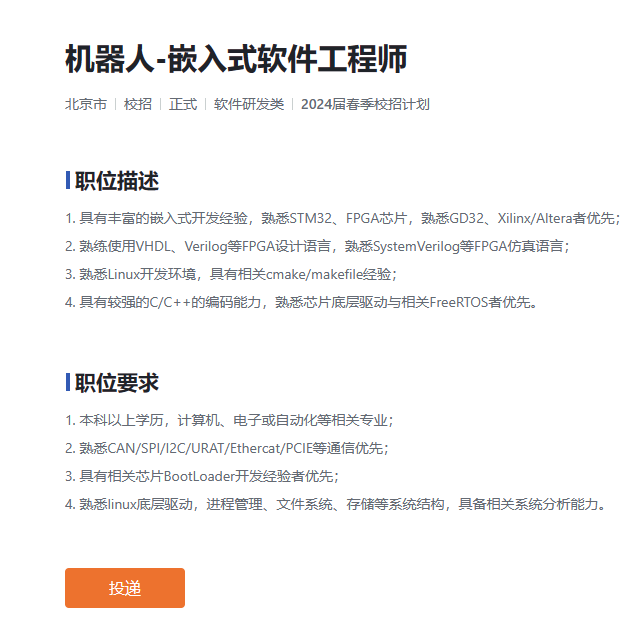 机器人-嵌入式软件工程师
北京市 | 校招 | 正式 | 软件研发类 | 2024届春季校招计划
职位描述
1. 具有丰富的嵌入式开发经验，熟悉STM32、FPGA芯片，熟悉GD32、Xilinx/Altera者优先；
2. 熟练使用VHDL、Verilog等FPGA设计语言，熟悉SystemVerilog等FPGA仿真语言；
3. 熟悉Linux开发环境，具有相关cmake/makefile经验；
4. 具有较强的C/C++的编码能力，熟悉芯片底层驱动与相关FreeRTOS者优先。
职位要求
1. 本科以上学历，计算机、电子或自动化等相关专业；
2. 熟悉CAN/SPI/I2C/URAT/Ethercat/PCIE等通信优先；
3. 具有相关芯片BootLoader开发经验者优先；
4. 熟悉linux底层驱动，进程管理、文件系统、存储等系统结构，具备相关系统分析能力。
投递